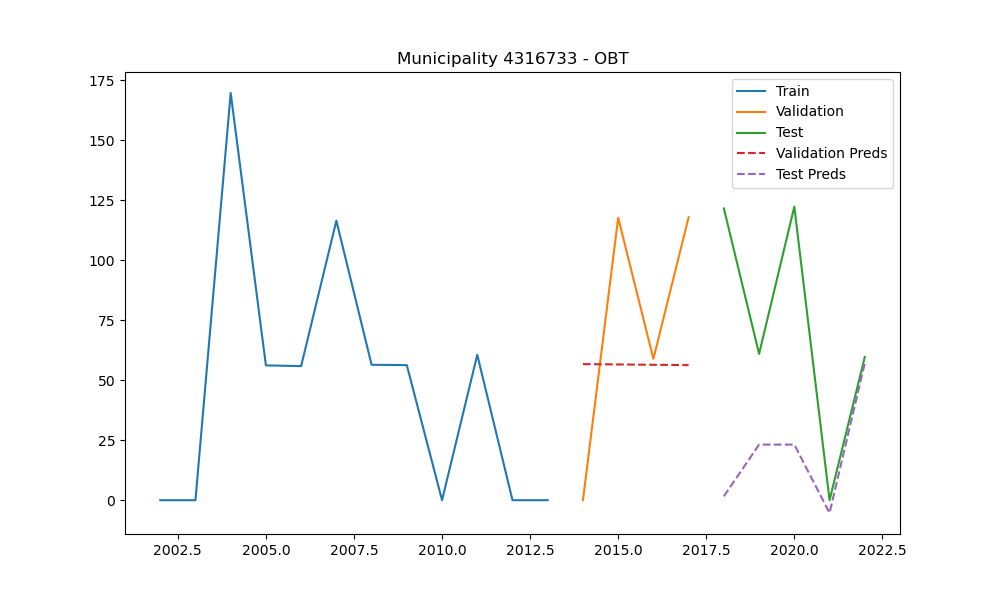 Municipality 4316733 - OBT
175
150
125
100
75
50
25
0
2002.5 2005.0 2007.5 2010.0 2012.5 2015.0 2017.5 2020.0 2022.5
Train
Validation
Test
Validation Preds
Test Preds